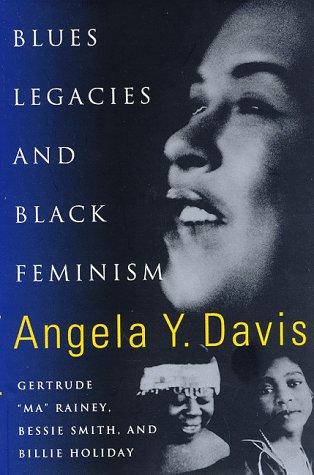 BLUES
LEGACIES
AND
BLACK
FEMINISM
Angela Y. Davis
GERTRUDE
"MA" RAINEY,
BESSIE SMITH, AND
BILLIE HOLIDAY